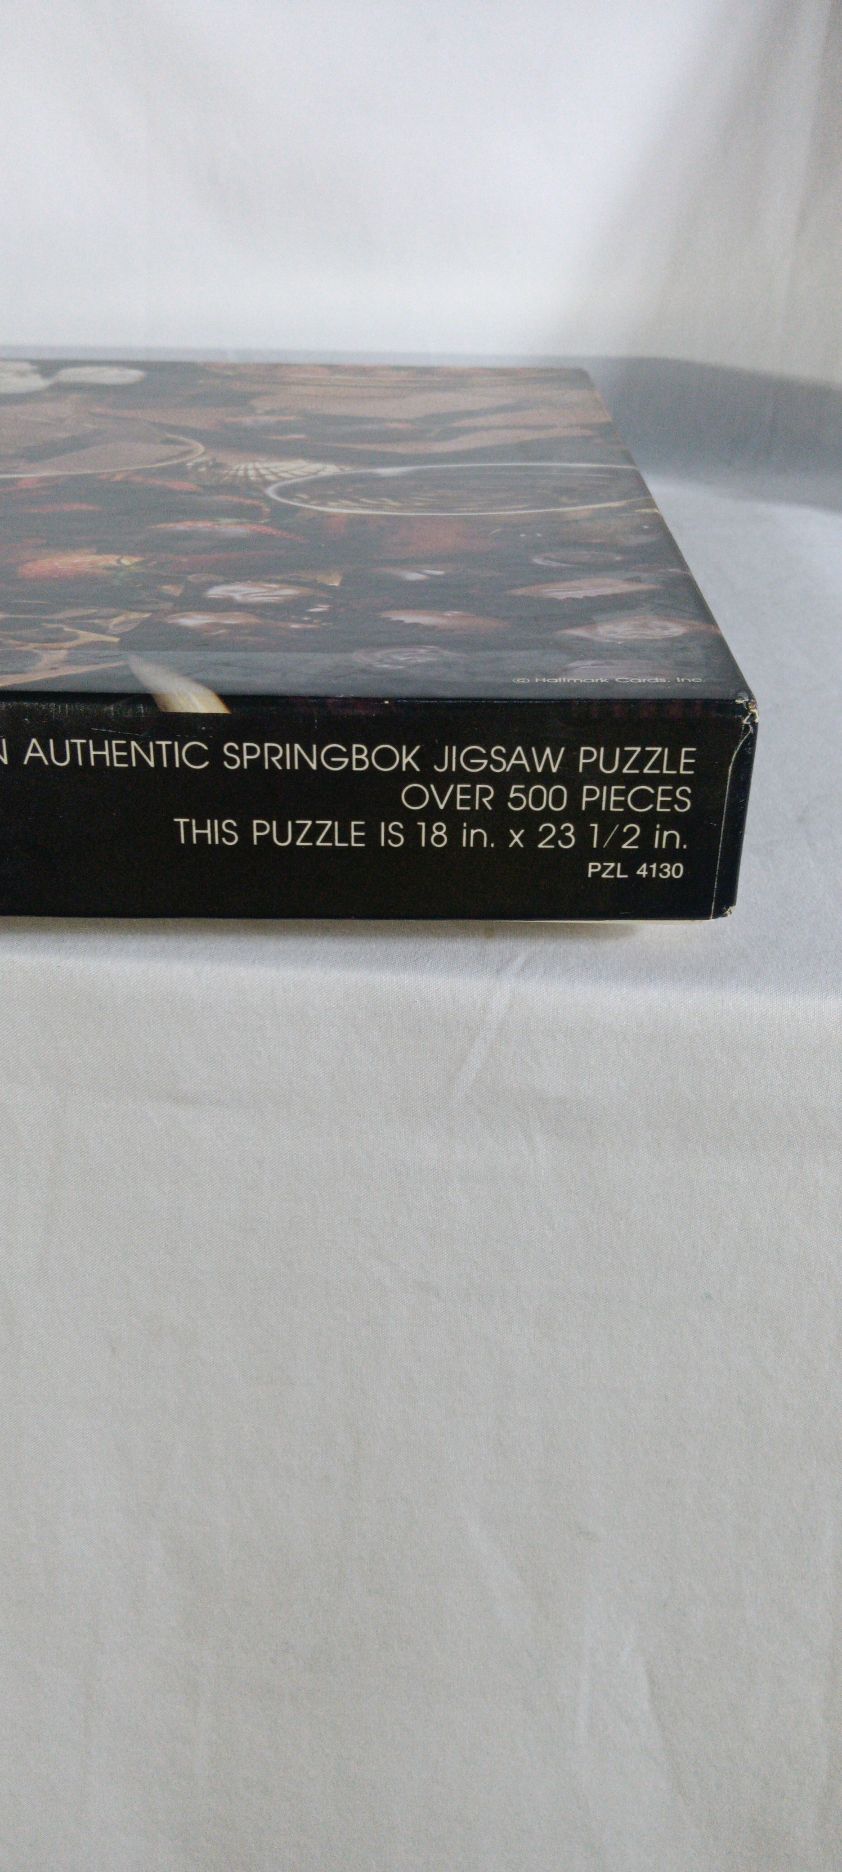 © Hallmark Cards, Inc.
N AUTHENTIC SPRINGBOK JIGSAW PUZZLE
OVER 500 PIECES
THIS PUZZLE IS 18 in. x 23 1/2 in.
PZL 4130